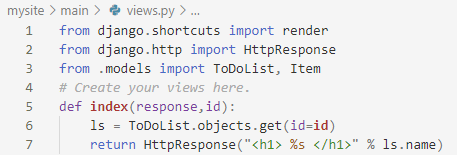 mysite > main > views.py > ...
1 from django.shortcuts import render
2 from django.http import HttpResponse
3 from .models import ToDoList, Item
4 # Create your views here.
5 def index(response,id):
6     ls = ToDoList.objects.get(id=id)
7     return HttpResponse("<h1> %s </h1>" % ls.name)